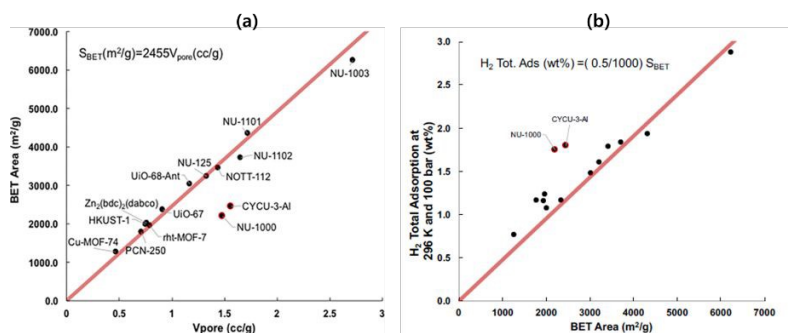 (a)
(b)
7000.0
6000.0
5000.0
4000.0
3000.0
2000.0
1000.0
0.0
BET Area (m²/g)
S_BET(m²/g)=2455V_pore(cc/g)
NU-1003
NU-1101
NU-1102
NU-125
NOTT-112
UiO-68-Ant
CYCU-3-Al
Zn₂(bdc)₂(dabco)
UiO-67
HKUST-1
NU-1000
rht-MOF-7
Cu-MOF-74
PCN-250
0 0.5 1 1.5 2 2.5 3
Vpore (cc/g)
3.0
2.5
2.0
1.5
1.0
0.5
0.0
H₂ Total Adsorption at
296 K and 100 bar (wt%)
H₂ Tot. Ads (wt%) =( 0.5/1000) S_BET
CYCU-3-Al
NU-1000
0 1000 2000 3000 4000 5000 6000 7000
BET Area (m²/g)